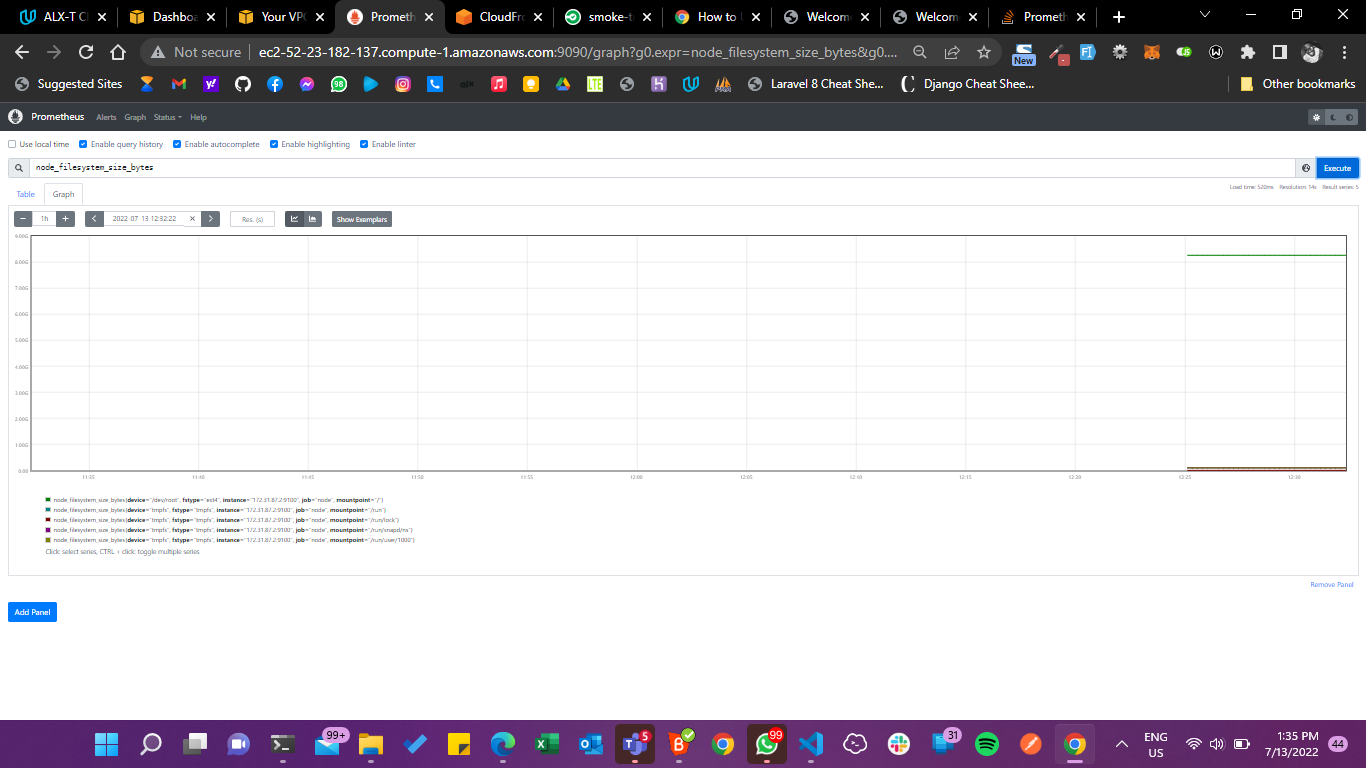 ALX-T Cl
Dashboa
Your VPC
Prometh
CloudFro
smoke-t
How to
Welcome
Welcom
Prometh
Not secure
ec2-52-23-182-137.compute-1.amazonaws.com:9090/graph?g0.expr=node_filesystem_size_bytes&g0....
New
Suggested Sites
98
olx
LTE
Laravel 8 Cheat She...
Django Cheat Shee...
Other bookmarks
Prometheus
Alerts
Graph
Status
Help
Use local time
Enable query history
Enable autocomplete
Enable highlighting
Enable linter
node_filesystem_size_bytes
Execute
Load time: 520ms Resolution: 14s Result series: 5
Table
Graph
1h
2022-07-13 12:32:22
Res. (s)
Show Exemplars
9.00G
8.00G
7.00G
6.00G
5.00G
4.00G
3.00G
2.00G
1.00G
0.00
11:35
11:40
11:45
11:50
11:55
12:00
12:05
12:10
12:15
12:20
12:25
12:30
node_filesystem_size_bytes{device="/dev/root", fstype="ext4", instance="172.31.87.2:9100", job="node", mountpoint="/"}
node_filesystem_size_bytes{device="tmpfs", fstype="tmpfs", instance="172.31.87.2:9100", job="node", mountpoint="/run"}
node_filesystem_size_bytes{device="tmpfs", fstype="tmpfs", instance="172.31.87.2:9100", job="node", mountpoint="/run/lock"}
node_filesystem_size_bytes{device="tmpfs", fstype="tmpfs", instance="172.31.87.2:9100", job="node", mountpoint="/run/snapd/ns"}
node_filesystem_size_bytes{device="tmpfs", fstype="tmpfs", instance="172.31.87.2:9100", job="node", mountpoint="/run/user/1000"}
Click: select series, CTRL + click: toggle multiple series
Remove Panel
Add Panel
99+
5
99
31
ENG
US
1:35 PM
7/13/2022
44